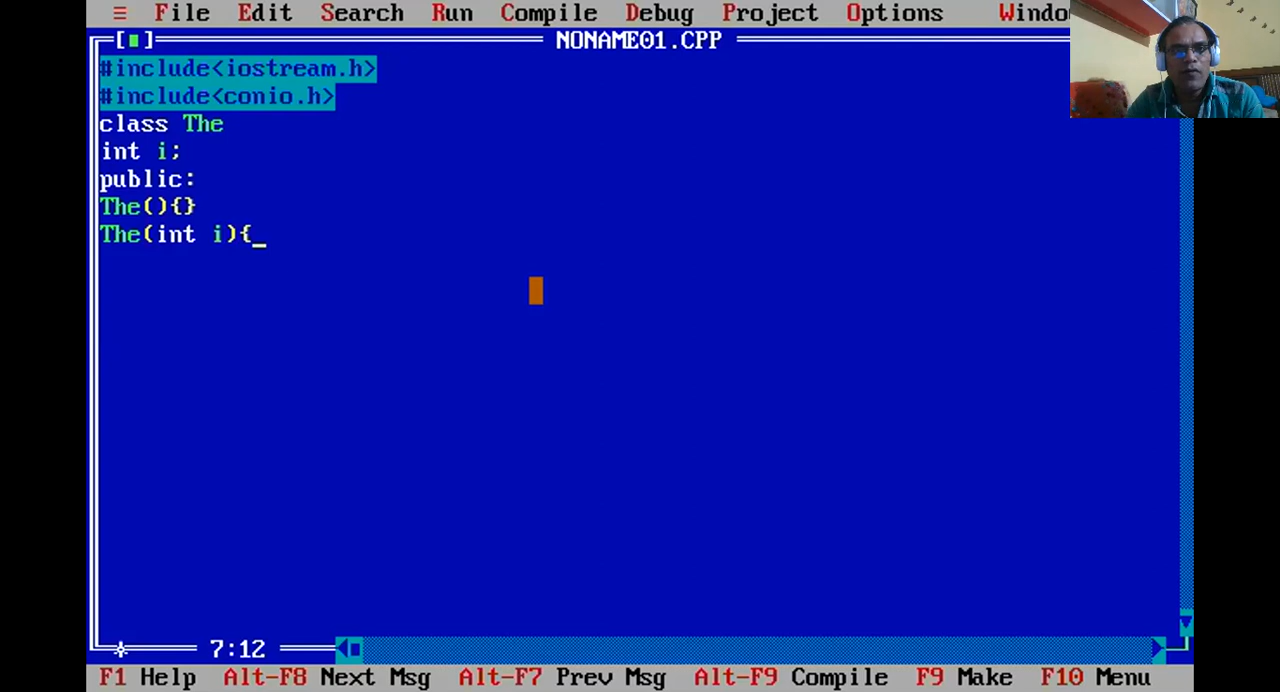 ≡ File Edit Search Run Compile Debug Project Options Windo
[■] NONAME01.CPP
#include<iostream.h>
#include<conio.h>
class The
int i;
public:
The(){}
The(int i){_
7:12
F1 Help Alt-F8 Next Msg Alt-F7 Prev Msg Alt-F9 Compile F9 Make F10 Menu